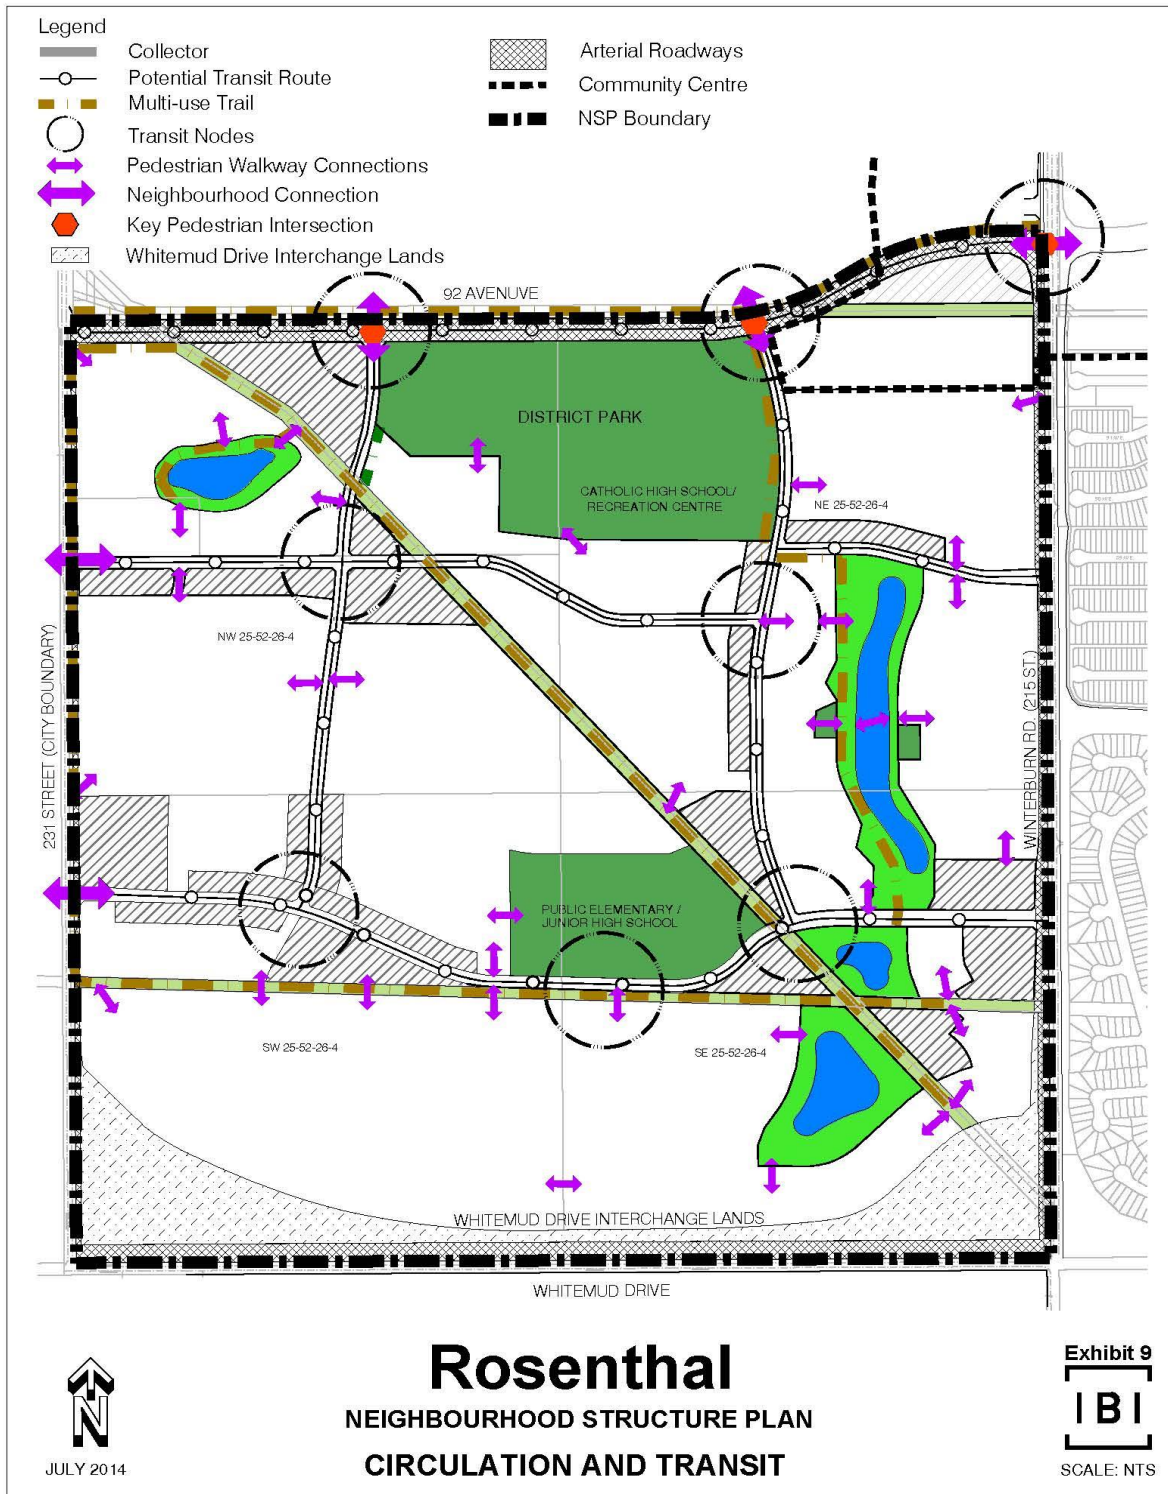 Legend
Collector
Potential Transit Route
Multi-use Trail
Transit Nodes
Pedestrian Walkway Connections
Neighbourhood Connection
Key Pedestrian Intersection
Whitemud Drive Interchange Lands
Arterial Roadways
Community Centre
NSP Boundary
92 AVENUVE
DISTRICT PARK
CATHOLIC HIGH SCHOOL/
RECREATION CENTRE
NE 25-52-26-4
NW 25-52-26-4
231 STREET (CITY BOUNDARY)
WINTERBURN RD. (215 ST.)
PUBLIC ELEMENTARY /
JUNIOR HIGH SCHOOL
SW 25-52-26-4
SE 25-52-26-4
WHITEMUD DRIVE INTERCHANGE LANDS
WHITEMUD DRIVE
N
JULY 2014
Rosenthal
NEIGHBOURHOOD STRUCTURE PLAN
CIRCULATION AND TRANSIT
Exhibit 9
IBI
SCALE: NTS